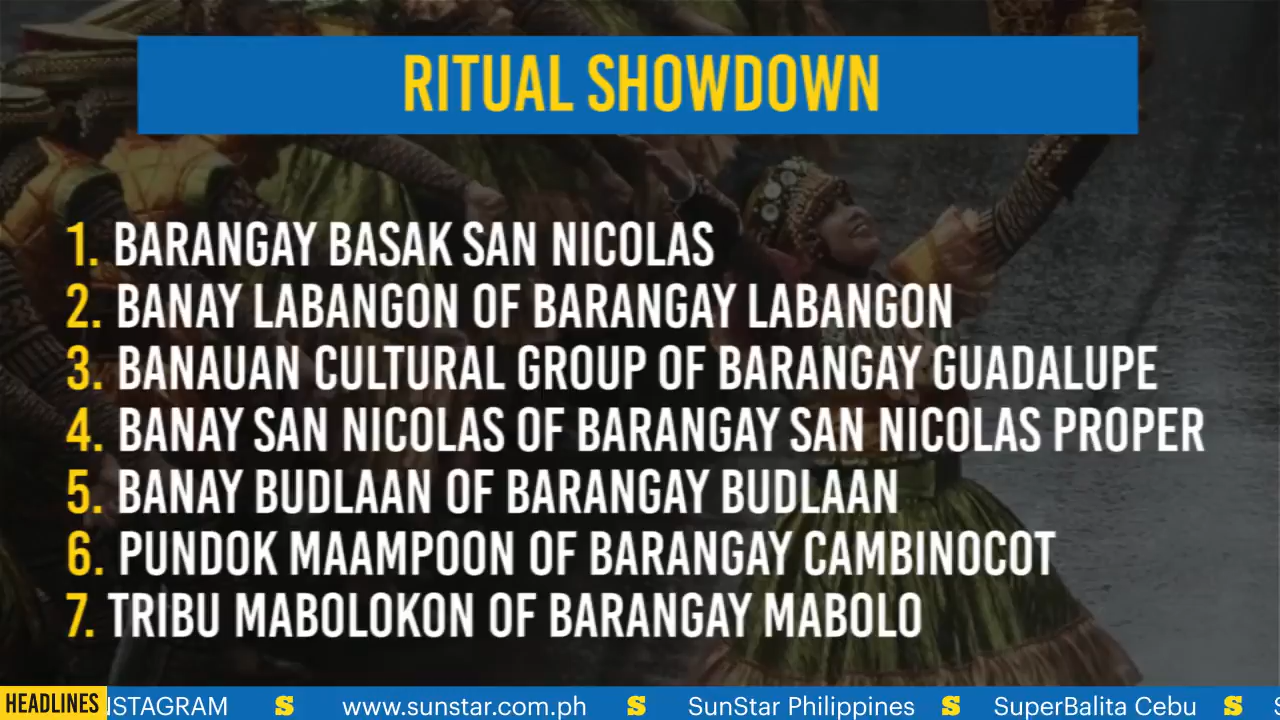 RITUAL SHOWDOWN
1. BARANGAY BASAK SAN NICOLAS
2. BANAY LABANGON OF BARANGAY LABANGON
3. BANAUAN CULTURAL GROUP OF BARANGAY GUADALUPE
4. BANAY SAN NICOLAS OF BARANGAY SAN NICOLAS PROPER
5. BANAY BUDLAAN OF BARANGAY BUDLAAN
6. PUNDOK MAAMPOON OF BARANGAY CAMBINOCOT
7. TRIBU MABOLOKON OF BARANGAY MABOLO
HEADLINES NSTAGRAM S www.sunstar.com.ph S SunStar Philippines S SuperBalita Cebu S